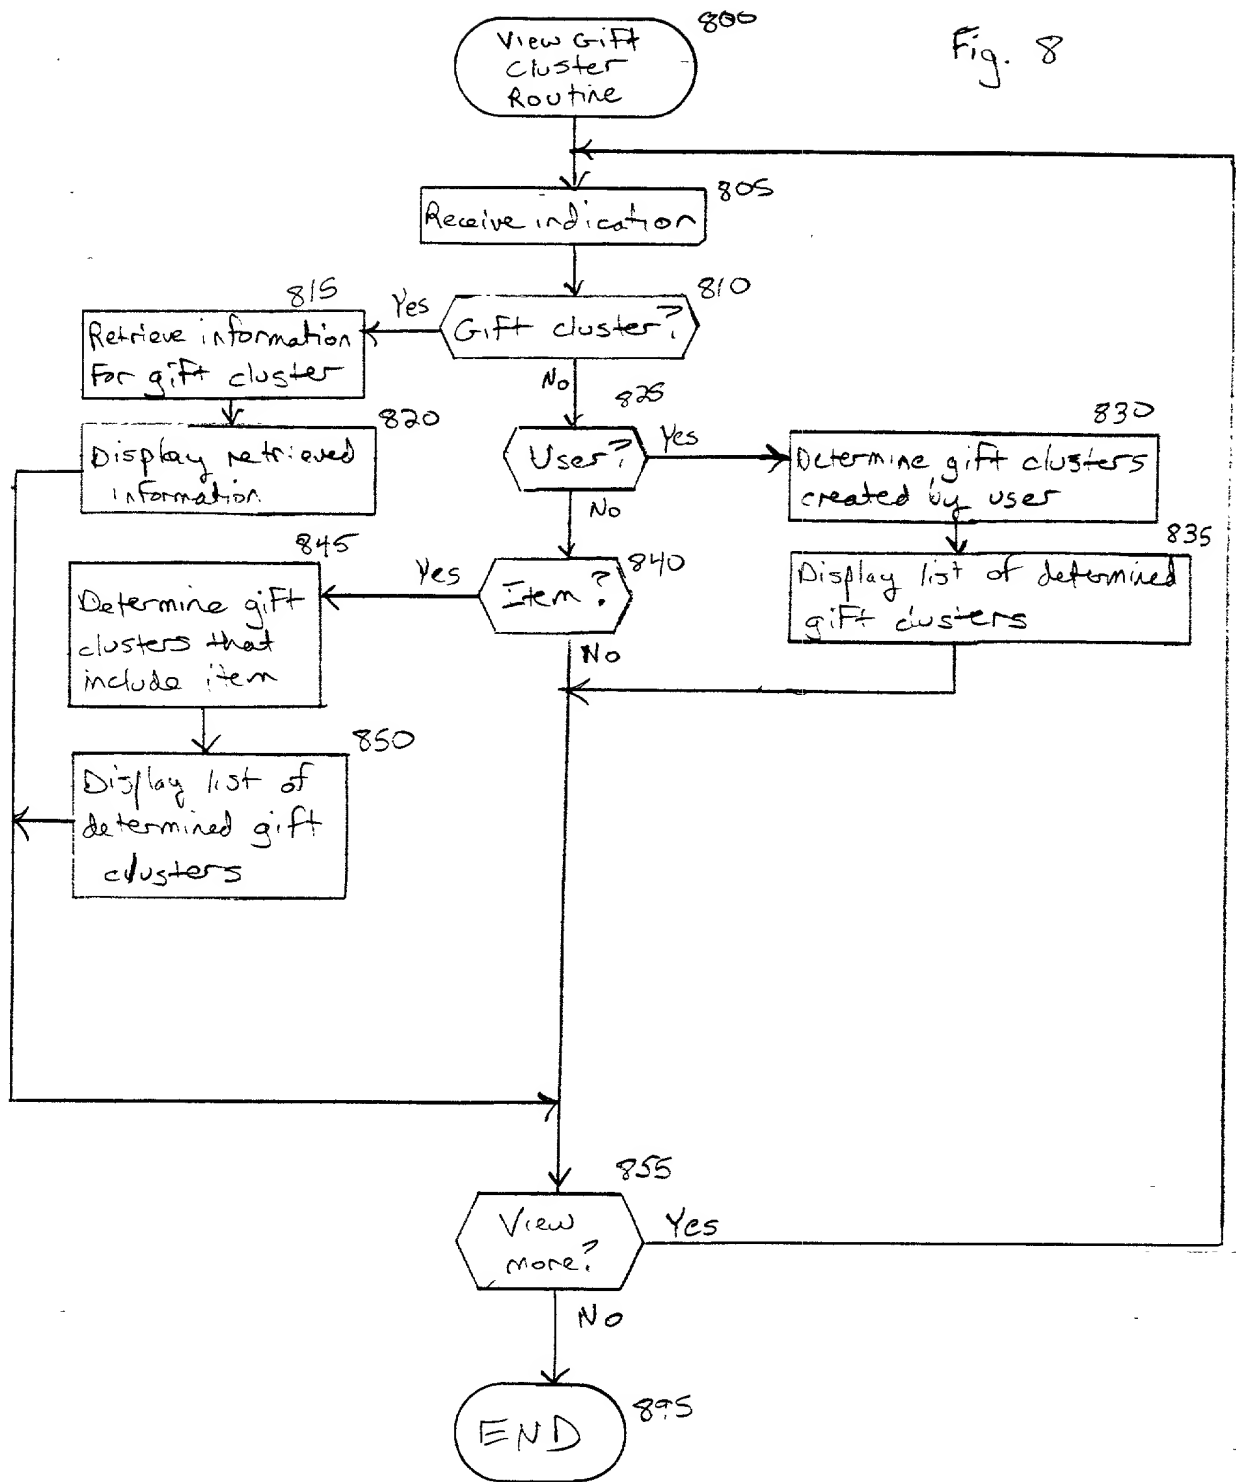 800
View Gift
Cluster
Routine
Fig. 8
805
Receive indication
810
Gift cluster?
Yes
No
815
Retrieve information
for gift cluster
820
Display retrieved
information
825
User?
Yes
No
830
Determine gift clusters
created by user
835
Display list of determined
gift clusters
840
Item?
Yes
No
845
Determine gift
clusters that
include item
850
Display list of
determined gift
clusters
855
View
more?
Yes
No
895
END